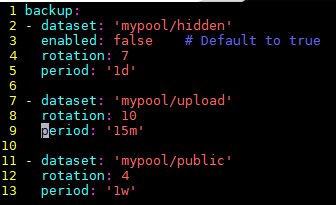 1 backup:
2 - dataset: 'mypool/hidden'
3   enabled: false    # Default to true
4   rotation: 7
5   period: '1d'
6
7 - dataset: 'mypool/upload'
8   rotation: 10
9   period: '15m'
10
11 - dataset: 'mypool/public'
12   rotation: 4
13   period: '1w'